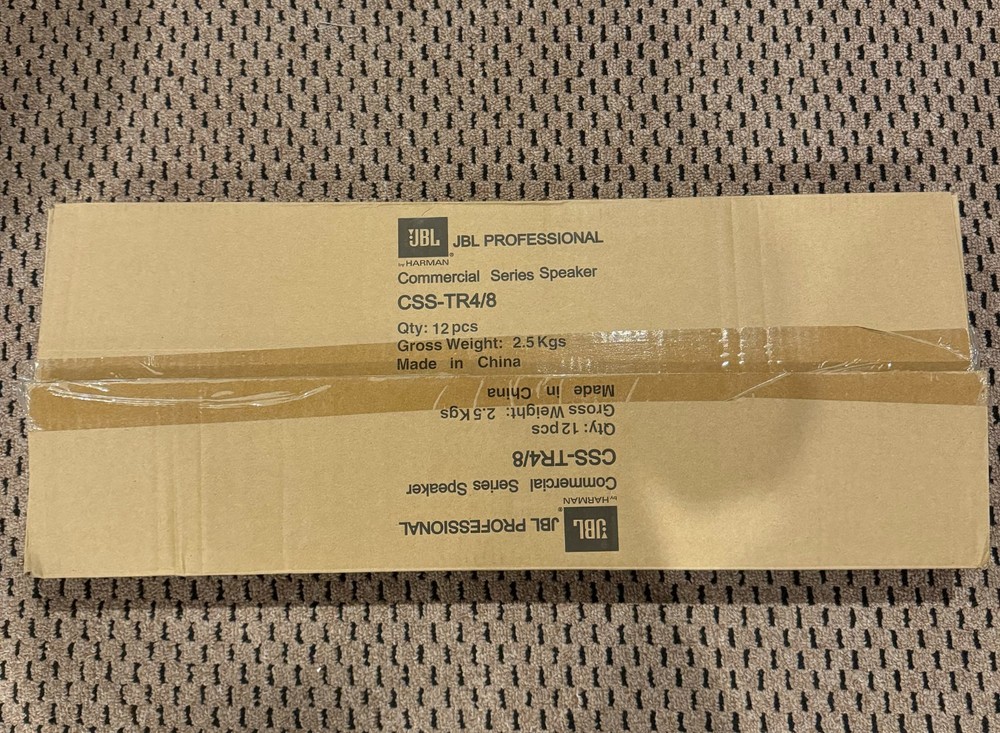 JBL JBL PROFESSIONAL
by HARMAN
Commercial Series Speaker
CSS-TR4/8
Qty: 12 pcs
Gross Weight: 2.5 Kgs
Made in China
JBL JBL PROFESSIONAL
by HARMAN
Commercial Series Speaker
CSS-TR4/8
Qty: 12 pcs
Gross Weight: 2.5 Kgs
Made in China